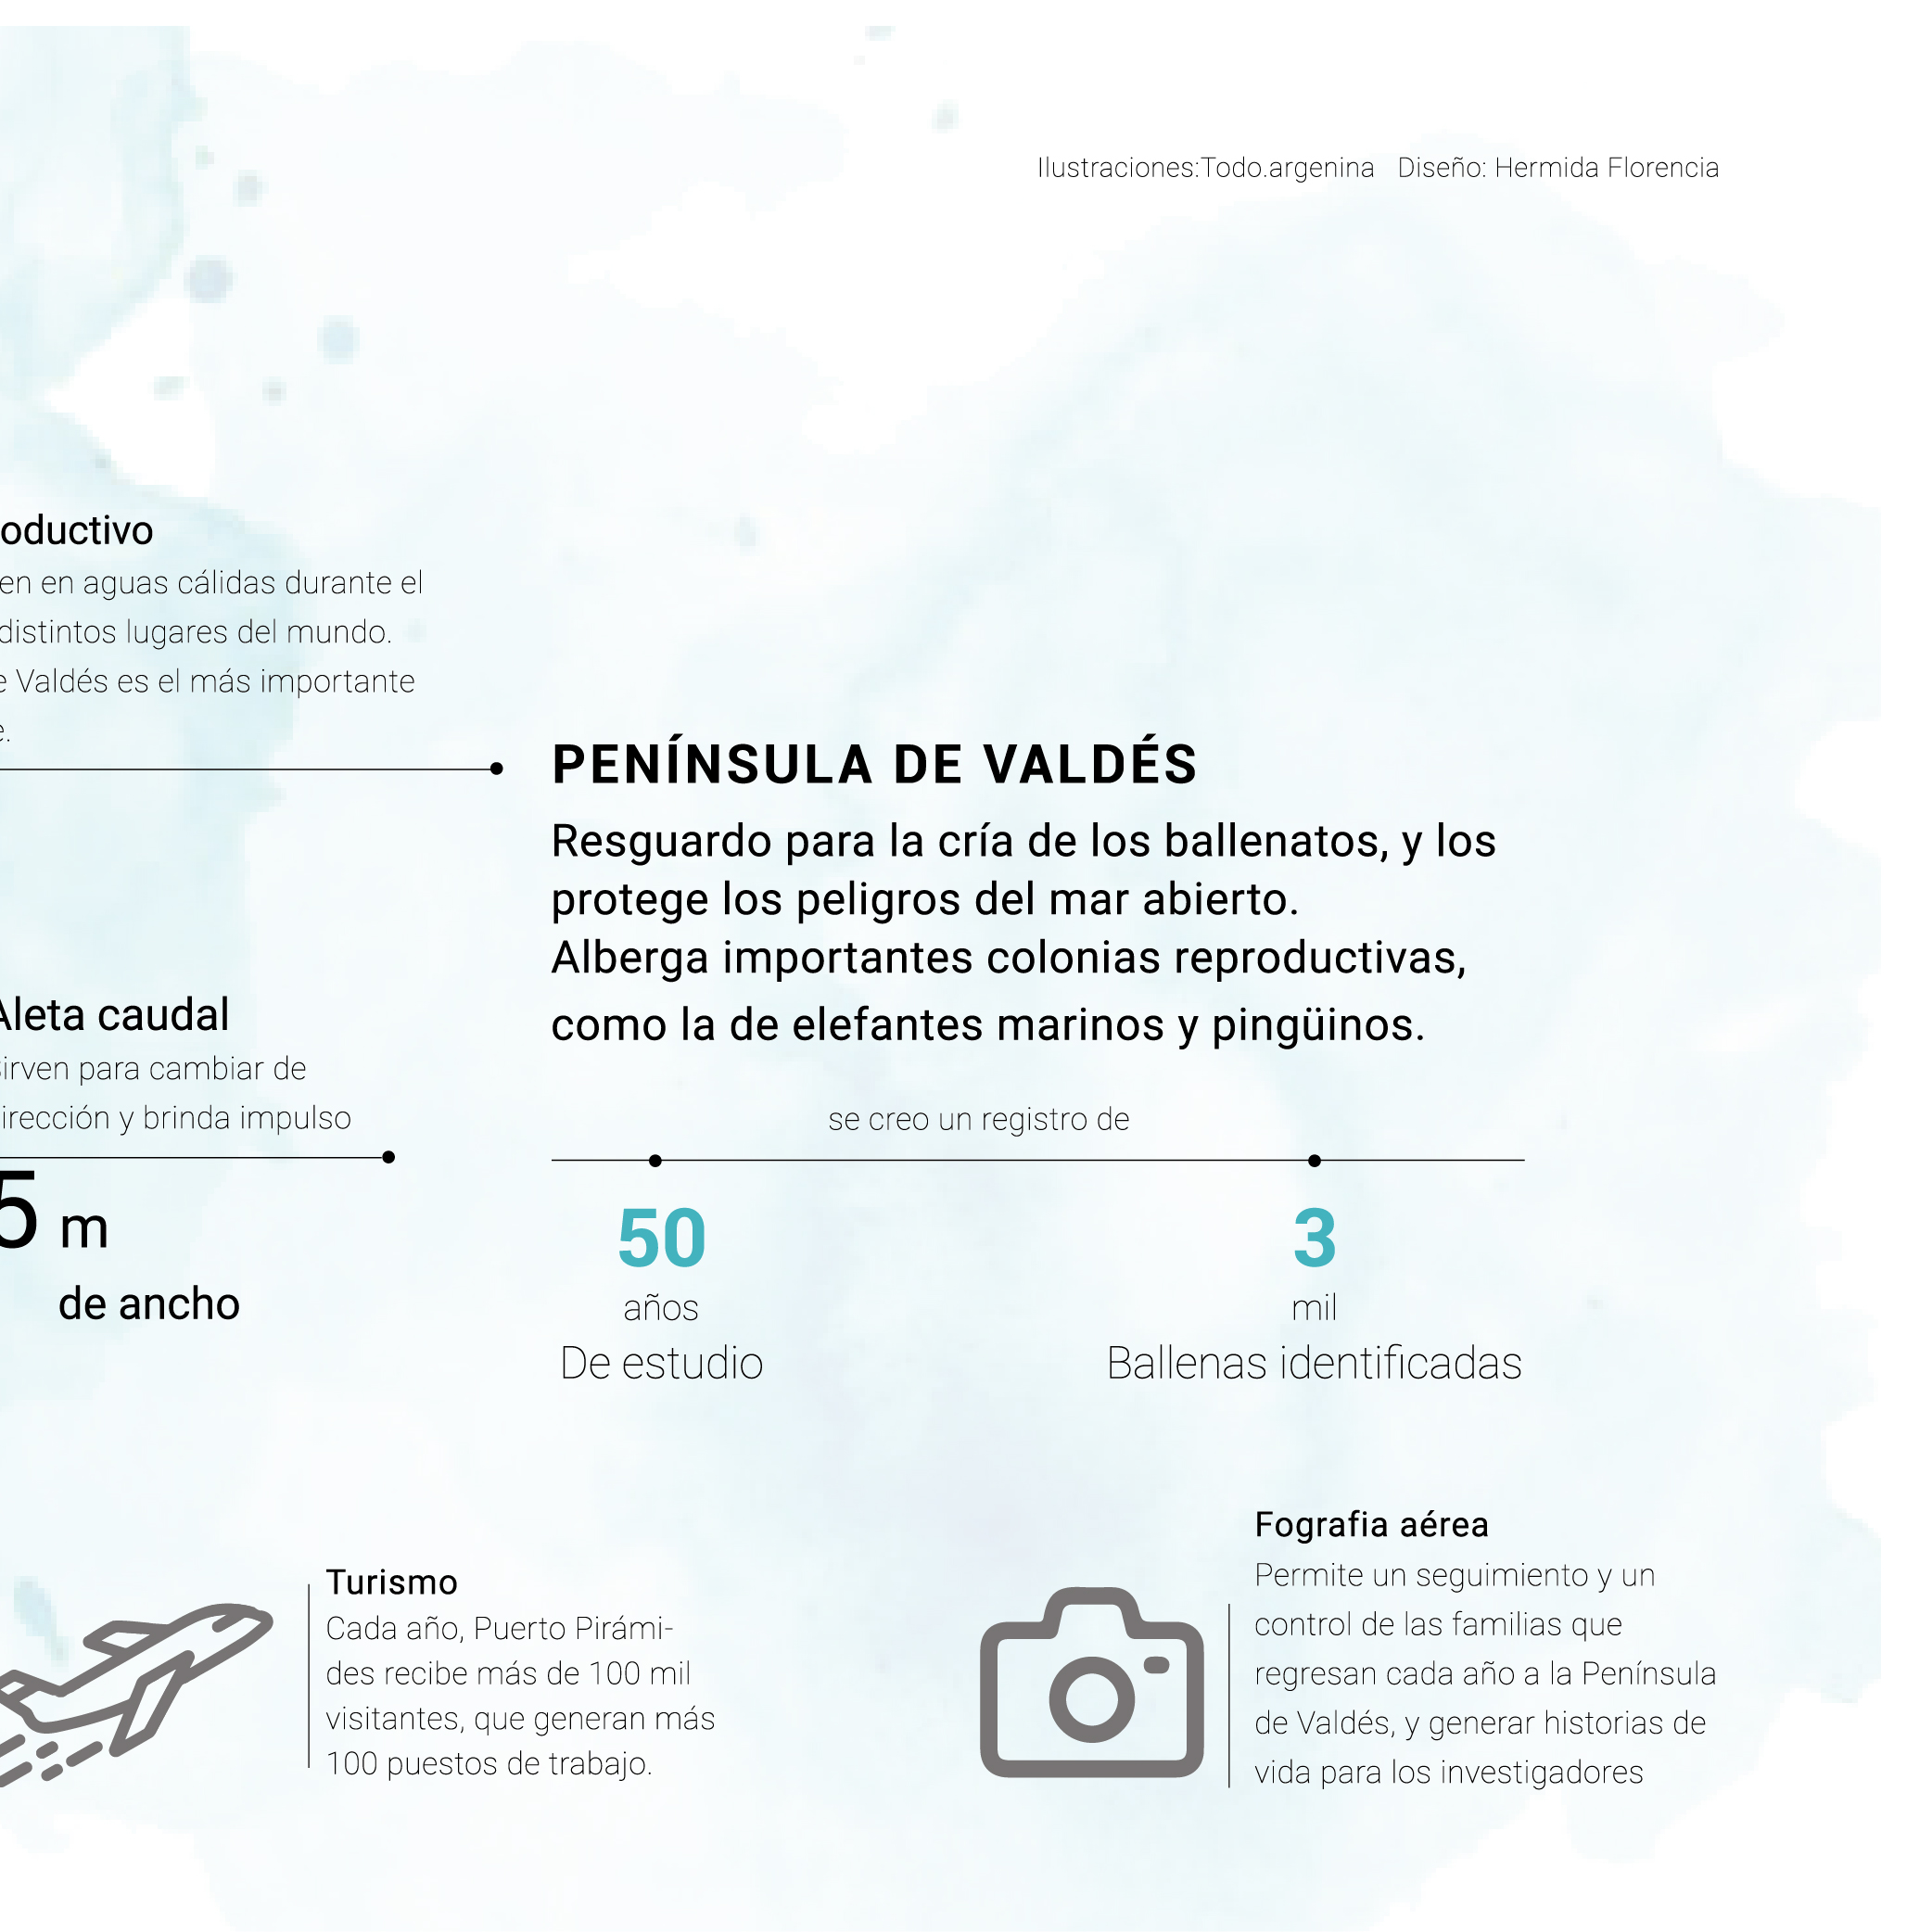 Ilustraciones:Todo.argenina   Diseño: Hermida Florencia
oductivo
en en aguas cálidas durante el
distintos lugares del mundo.
e Valdés es el más importante
e.
PENÍNSULA DE VALDÉS
Resguardo para la cría de los ballenatos, y los
protege los peligros del mar abierto.
Alberga importantes colonias reproductivas,
como la de elefantes marinos y pingüinos.
Aleta caudal
Sirven para cambiar de
irección y brinda impulso
5 m
de ancho
se creo un registro de
50
años
De estudio
3
mil
Ballenas identificadas
Turismo
Cada año, Puerto Pirámi-
des recibe más de 100 mil
visitantes, que generan más
100 puestos de trabajo.
Fografia aérea
Permite un seguimiento y un
control de las familias que
regresan cada año a la Península
de Valdés, y generar historias de
vida para los investigadores